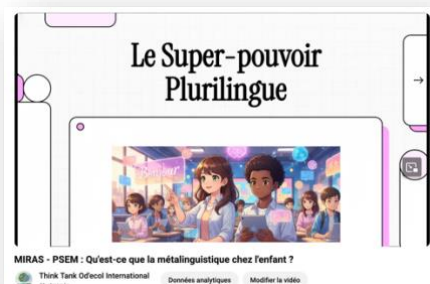 Le Super-pouvoir
Plurilingue
Bonjour
MIRAS - PSEM : Qu'est-ce que la métalinguistique chez l'enfant ?
Think Tank Od'ecol International
Données analytiques
Modifier la vidéo